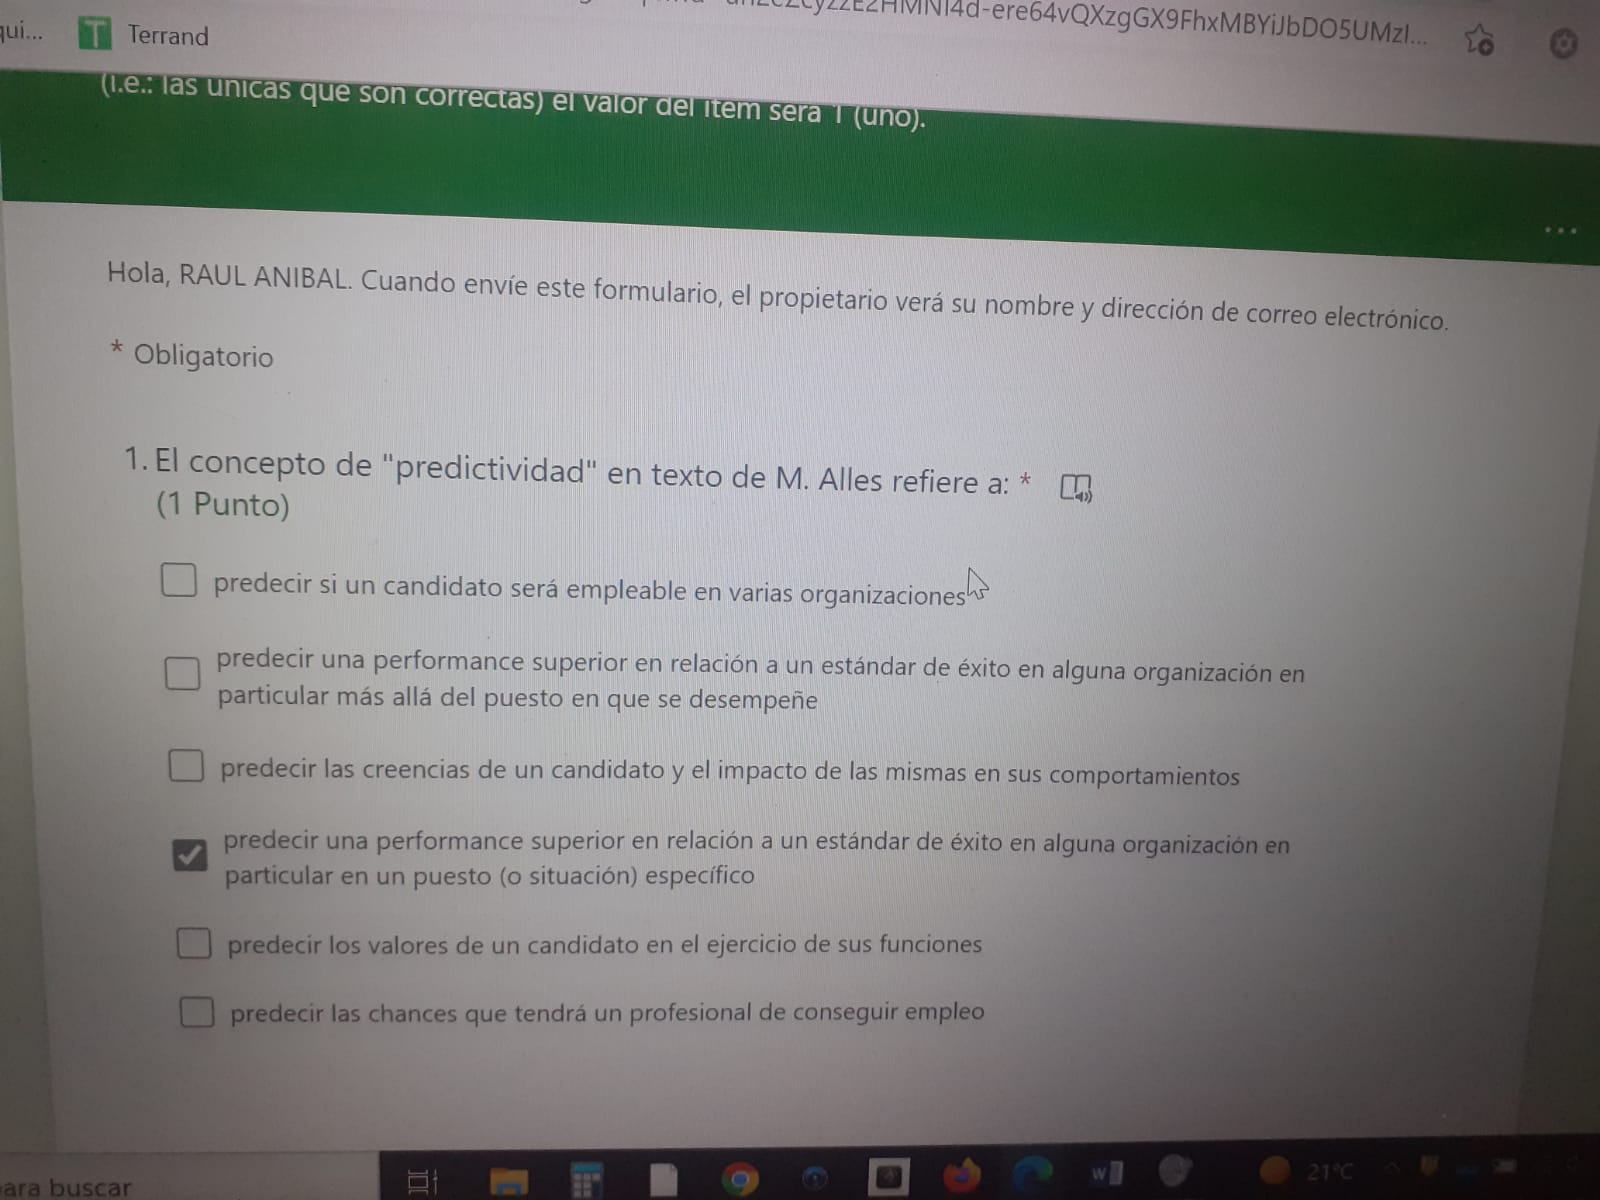 qui...
Terrand
(i.e.: las únicas que son correctas) el valor del ítem será 1 (uno).
Hola, RAUL ANIBAL. Cuando envíe este formulario, el propietario verá su nombre y dirección de correo electrónico.
* Obligatorio
1. El concepto de "predictividad" en texto de M. Alles refiere a: *
(1 Punto)
predecir si un candidato será empleable en varias organizaciones
predecir una performance superior en relación a un estándar de éxito en alguna organización en
particular más allá del puesto en que se desempeñe
predecir las creencias de un candidato y el impacto de las mismas en sus comportamientos
predecir una performance superior en relación a un estándar de éxito en alguna organización en
particular en un puesto (o situación) específico
predecir los valores de un candidato en el ejercicio de sus funciones
predecir las chances que tendrá un profesional de conseguir empleo
ara buscar
21°C